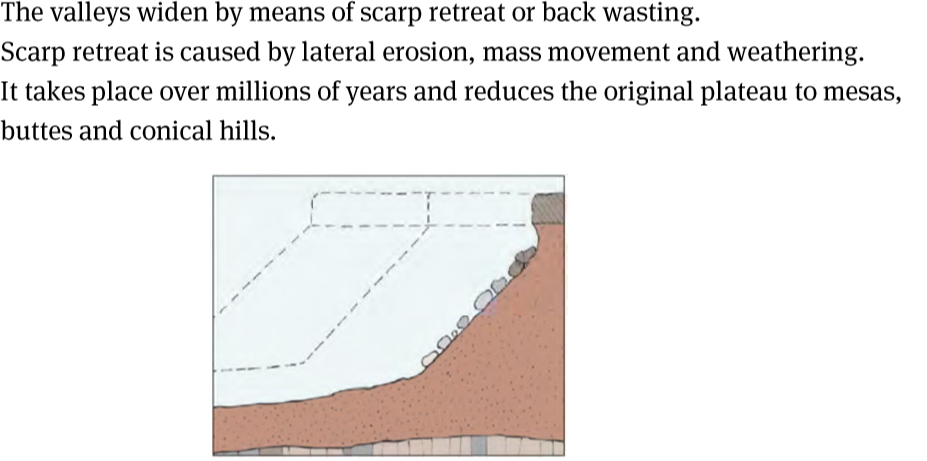 The valleys widen by means of scarp retreat or back wasting.
Scarp retreat is caused by lateral erosion, mass movement and weathering.
It takes place over millions of years and reduces the original plateau to mesas,
buttes and conical hills.